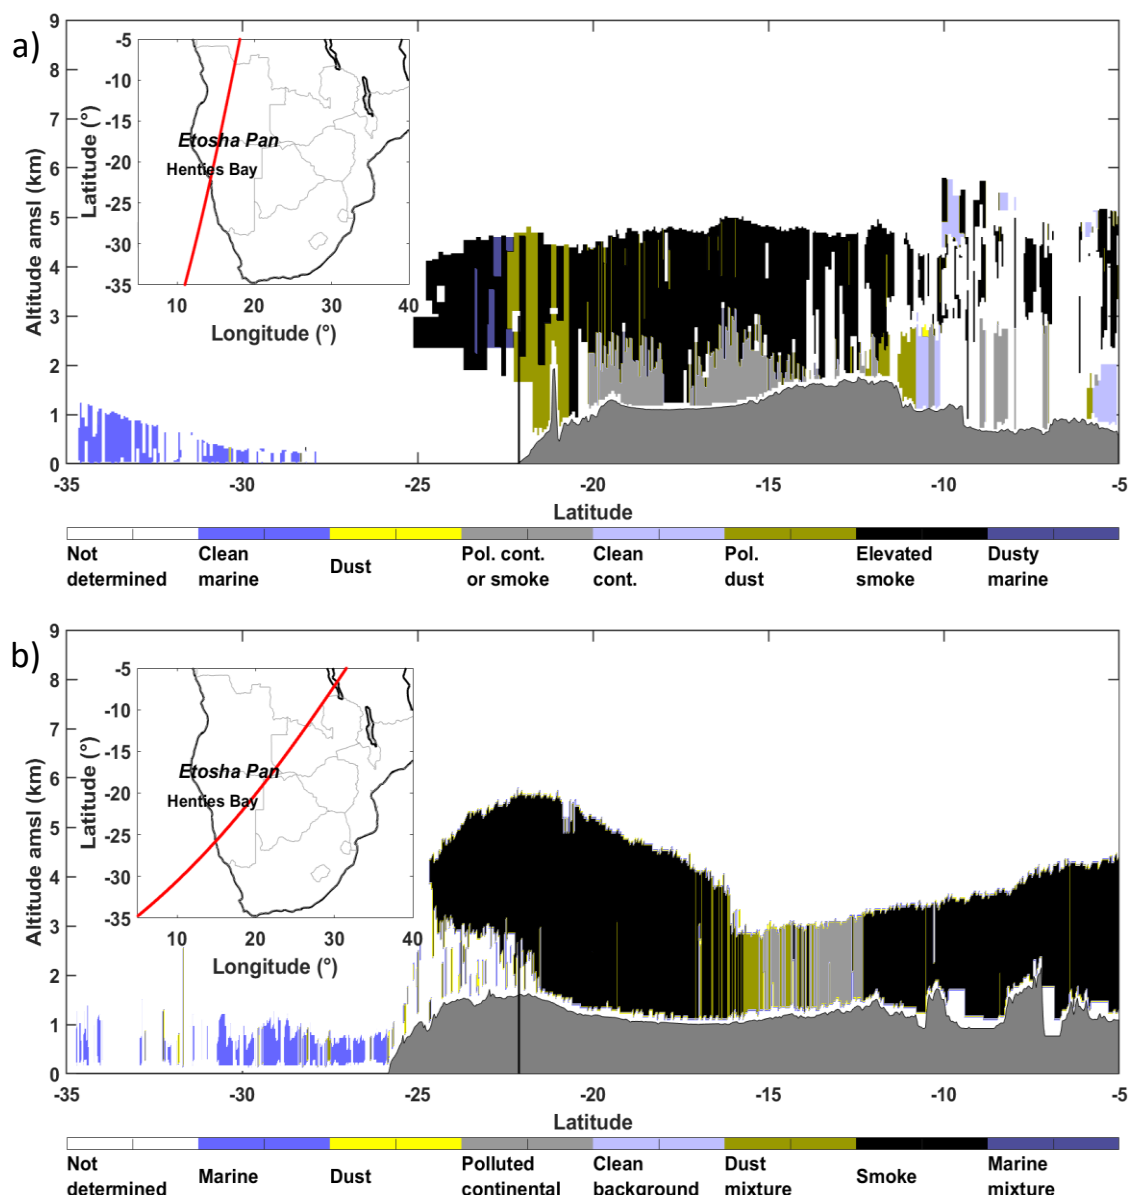 a)
9
8
7
6
5
4
3
2
1
0
Altitude amsl (km)
-5
-10
-15
-20
-25
-30
-35
Latitude (°)
Etosha Pan
Henties Bay
10 20 30 40
Longitude (°)
-35 -30 -25 -20 -15 -10 -5
Latitude
Not determined
Clean marine
Dust
Pol. cont. or smoke
Clean cont.
Pol. dust
Elevated smoke
Dusty marine
b)
9
8
7
6
5
4
3
2
1
0
Altitude amsl (km)
-5
-10
-15
-20
-25
-30
-35
Latitude (°)
Etosha Pan
Henties Bay
10 20 30 40
Longitude (°)
-35 -30 -25 -20 -15 -10 -5
Latitude
Not determined
Marine
Dust
Polluted continental
Clean background
Dust mixture
Smoke
Marine mixture